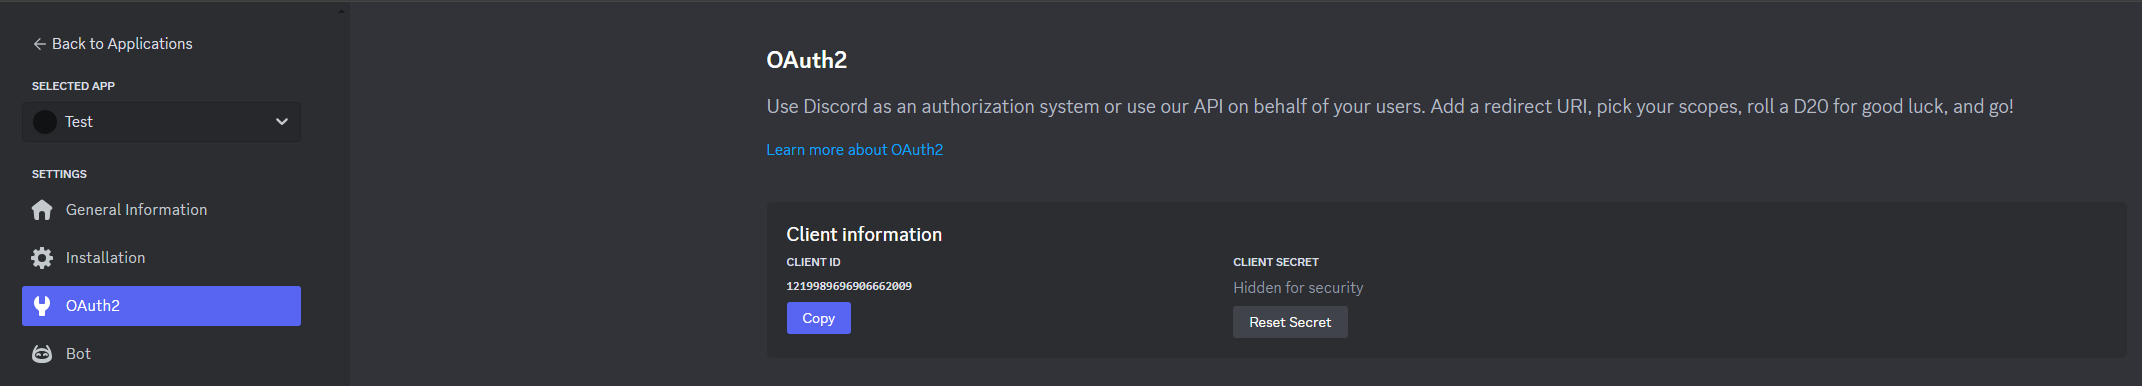 Back to Applications
SELECTED APP
Test
SETTINGS
General Information
Installation
OAuth2
Bot
OAuth2
Use Discord as an authorization system or use our API on behalf of your users. Add a redirect URI, pick your scopes, roll a D20 for good luck, and go!
Learn more about OAuth2
Client information
CLIENT ID
1219989696906662009
Copy
CLIENT SECRET
Hidden for security
Reset Secret